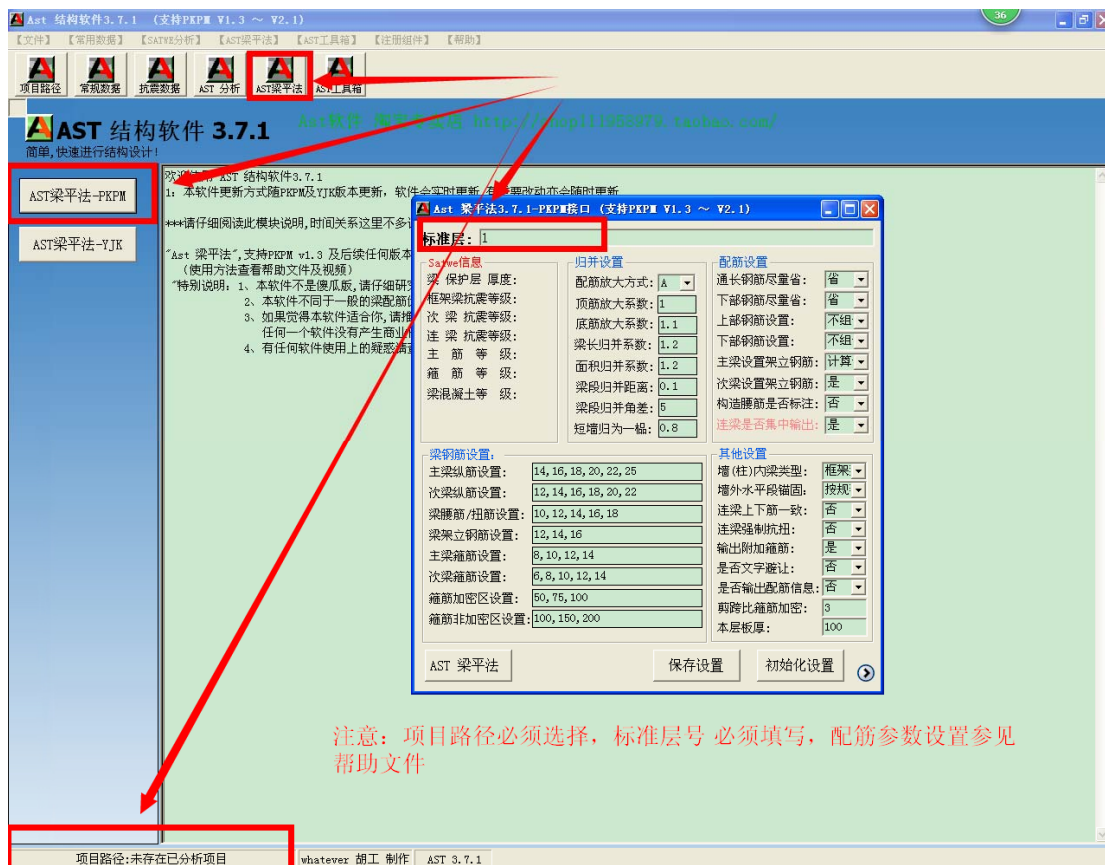 Ast 结构软件3.7.1 (支持PKPM V1.3 ～ V2.1)
36
【文件】 【常用数据】 【SATWE分析】 【AST梁平法】 【AST工具箱】 【注册组件】 【帮助】
项目路径 常规数据 抗震数据 AST 分析 AST梁平法 AST工具箱
AST 结构软件 3.7.1
简单,快速进行结构设计!
AST梁平法-PKPM
AST梁平法-YJK
AST 结构软件3.7.1
1: 本软件更新方式随PKPM及YJK版本更新, 软件会实时更新
***请仔细阅读此模块说明,时间关系这里不多
"Ast 梁平法",支持PKPM v1.3 及后续任何版本
(使用方法查看帮助文件及视频)
"特别说明: 1、本软件不是傻瓜版,请仔细研
2、本软件不同于一般的梁配筋
3、如果觉得本软件适合你,请
任何一个软件没有产生商业
4、有任何软件使用上的疑惑请
Ast 梁平法3.7.1-PKPM接口 (支持PKPM V1.3 ～ V2.1)
标准层: 1
Satwe信息
梁 保护层 厚度:
框架梁抗震等级:
次 梁 抗震等级:
连 梁 抗震等级:
主 筋 等 级:
箍 筋 等 级:
梁混凝土等 级:
归并设置
配筋放大方式: A
顶筋放大系数: 1
底筋放大系数: 1.1
梁长归并系数: 1.2
面积归并系数: 1.2
梁段归并距离: 0.1
梁段归并角差: 5
短墙归为一榀: 0.8
配筋设置
通长钢筋尽量省: 省
下部钢筋尽量省: 省
上部钢筋设置: 不组
下部钢筋设置: 不组
主梁设置架立钢筋: 计算
次梁设置架立钢筋: 是
构造腰筋是否标注: 否
连梁是否集中输出: 是
梁钢筋设置:
主梁纵筋设置: 14,16,18,20,22,25
次梁纵筋设置: 12,14,16,18,20,22
梁腰筋/扭筋设置: 10,12,14,16,18
梁架立钢筋设置: 12,14,16
主梁箍筋设置: 8,10,12,14
次梁箍筋设置: 6,8,10,12,14
箍筋加密区设置: 50,75,100
箍筋非加密区设置: 100,150,200
其他设置
墙(柱)内梁类型: 框架
墙外水平段锚固: 按规
连梁上下筋一致: 否
连梁强制抗扭: 否
输出附加箍筋: 是
是否文字避让: 否
是否输出配筋信息: 否
剪跨比箍筋加密: 3
本层板厚: 100
AST 梁平法 保存设置 初始化设置
注意: 项目路径必须选择, 标准层号 必须填写, 配筋参数设置参见
帮助文件
项目路径:未存在已分析项目 whatever 胡工 制作 AST 3.7.1